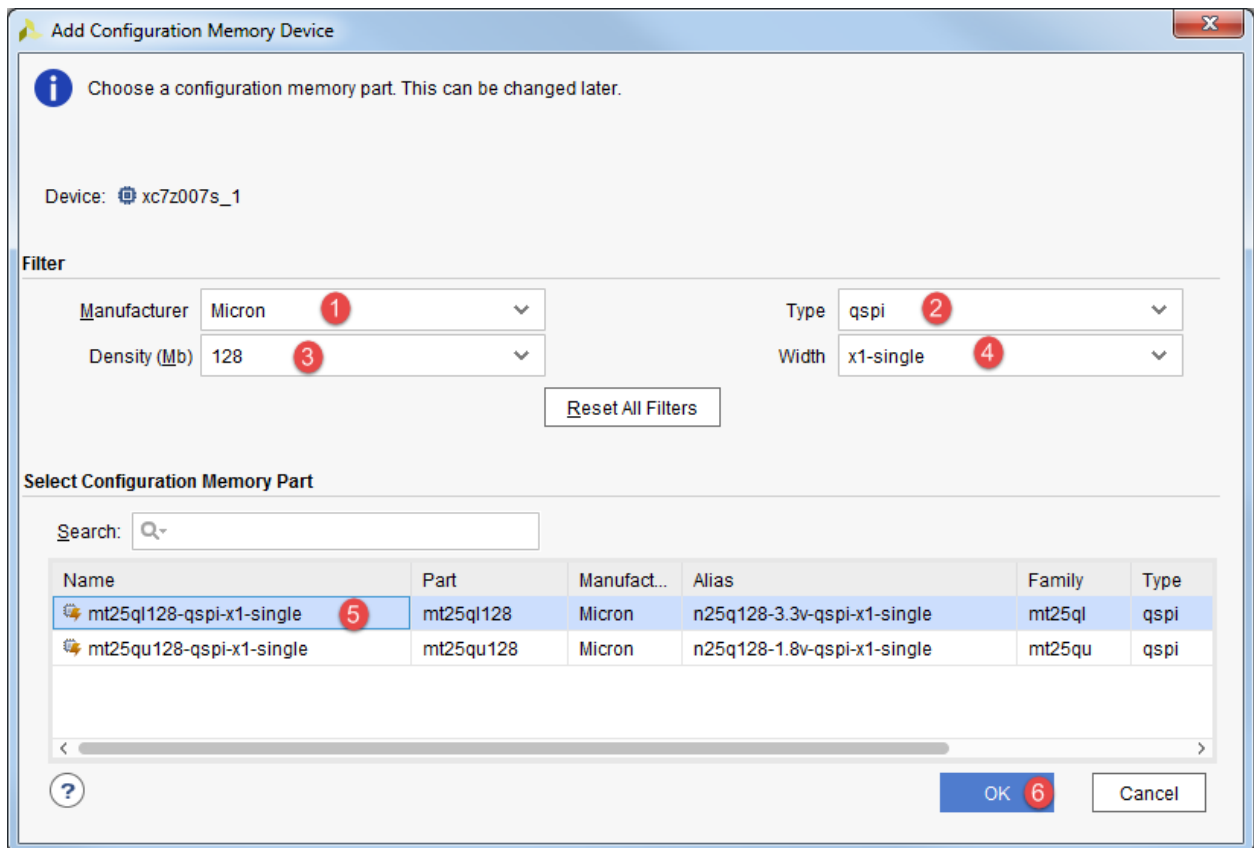 Add Configuration Memory Device
Choose a configuration memory part. This can be changed later.
Device: xc7z007s_1
Filter
Manufacturer Micron 1 Type qspi 2
Density (Mb) 128 3 Width x1-single 4
Reset All Filters
Select Configuration Memory Part
Search:
Name Part Manufact... Alias Family Type
mt25ql128-qspi-x1-single 5 mt25ql128 Micron n25q128-3.3v-qspi-x1-single mt25ql qspi
mt25qu128-qspi-x1-single mt25qu128 Micron n25q128-1.8v-qspi-x1-single mt25qu qspi
? OK 6 Cancel